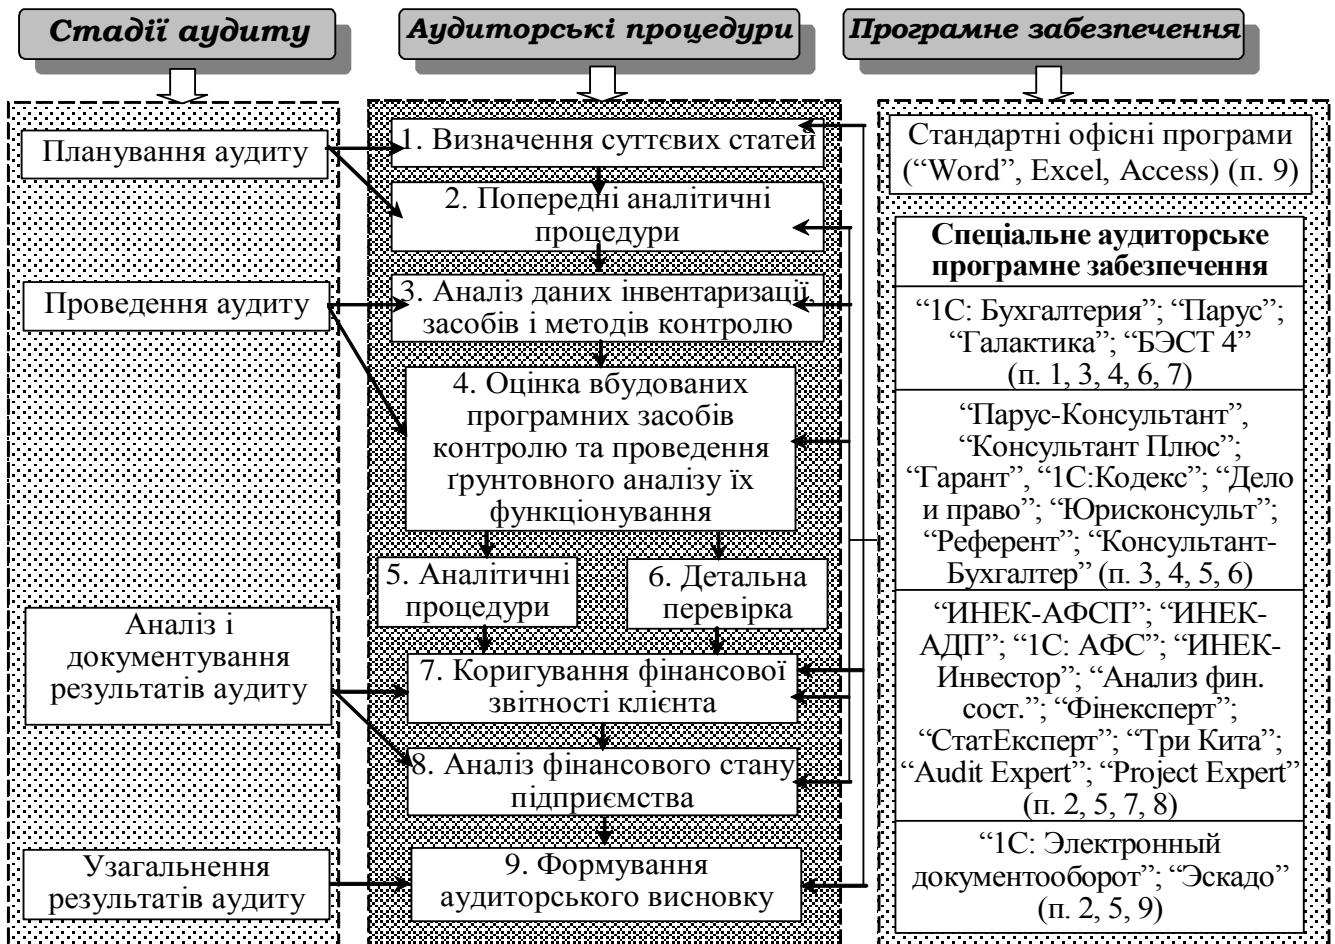 Стадії аудиту
Аудиторські процедури
Програмне забезпечення
Планування аудиту
Проведення аудиту
Аналіз і
документування
результатів аудиту
Узагальнення
результатів аудиту
1. Визначення суттєвих статей
2. Попередні аналітичні
процедури
3. Аналіз даних інвентаризації,
засобів і методів контролю
4. Оцінка вбудованих
програмних засобів
контролю та проведення
ґрунтовного аналізу їх
функціонування
5. Аналітичні
процедури
6. Детальна
перевірка
7. Коригування фінансової
звітності клієнта
8. Аналіз фінансового стану
підприємства
9. Формування
аудиторського висновку
Стандартні офісні програми
(“Word”, Excel, Access) (п. 9)
Спеціальне аудиторське
програмне забезпечення
“1С: Бухгалтерия”; “Парус”;
“Галактика”; “БЭСТ 4”
(п. 1, 3, 4, 6, 7)
“Парус-Консультант”,
“Консультант Плюс”;
“Гарант”, “1С:Кодекс”; “Дело
и право”; “Юрисконсульт”;
“Референт”; “Консультант-
Бухгалтер” (п. 3, 4, 5, 6)
“ИНЕК-АФСП”; “ИНЕК-
АДП”; “1С: АФС”; “ИНЕК-
Инвестор”; “Анализ фин.
сост.”; “Фінексперт”;
“СтатЕксперт”; “Три Кита”;
“Audit Expert”; “Project Expert”
(п. 2, 5, 7, 8)
“1С: Электронный
документооборот”; “Эскадо”
(п. 2, 5, 9)